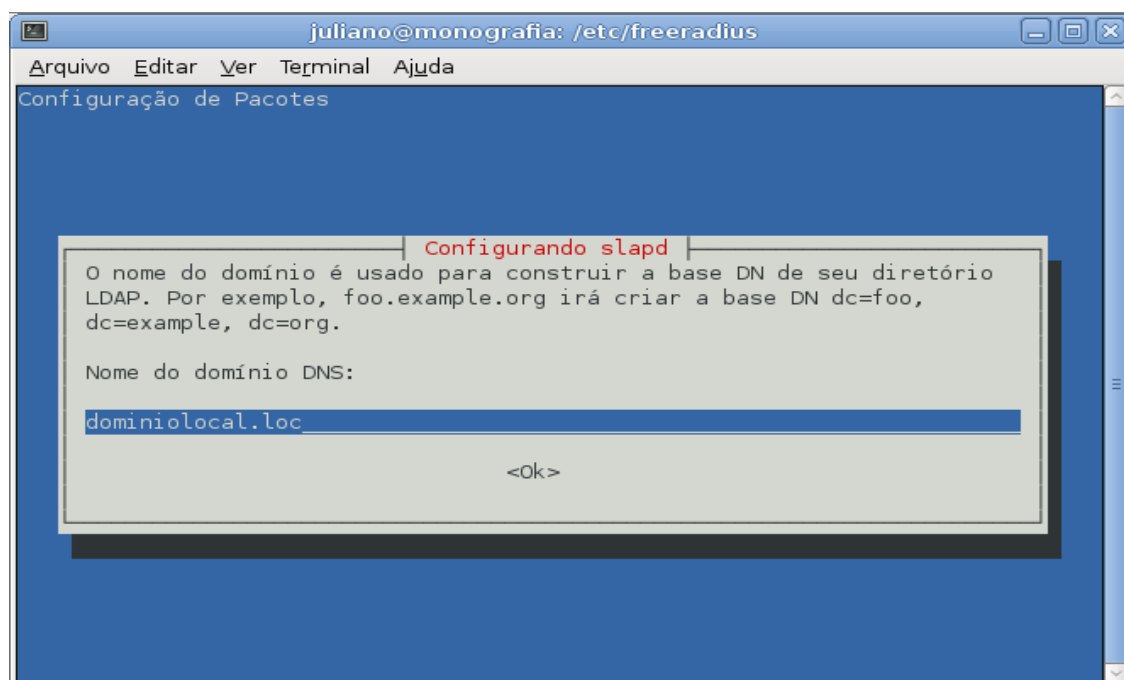 juliano@monografia: /etc/freeradius
Arquivo Editar Ver Terminal Ajuda
Configuração de Pacotes
Configurando slapd
O nome do domínio é usado para construir a base DN de seu diretório
LDAP. Por exemplo, foo.example.org irá criar a base DN dc=foo,
dc=example, dc=org.
Nome do domínio DNS:
dominiolocal.loc
<Ok>